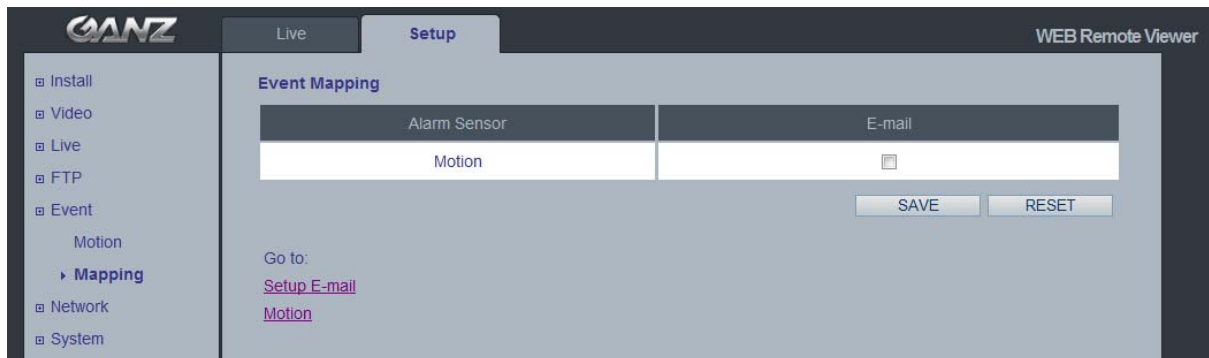 GANZ
Live
Setup
WEB Remote Viewer
Install
Video
Live
FTP
Event
Motion
Mapping
Network
System
Event Mapping
Alarm Sensor
E-mail
Motion
SAVE
RESET
Go to:
Setup E-mail
Motion